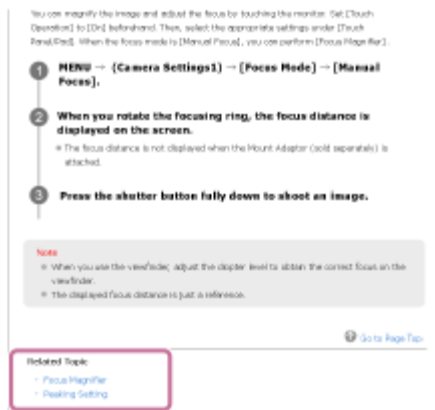 You can magnify the image and adjust the focus by touching the monitor. Set [Touch
Operation] to [On] beforehand. Then, select the appropriate settings under [Touch
Panel/Pad]. When the focus mode is [Manual Focus], you can perform [Focus Magnifier].
1 MENU → (Camera Settings1) → [Focus Mode] → [Manual
Focus].
2 When you rotate the focusing ring, the focus distance is
displayed on the screen.
The focus distance is not displayed when the Mount Adaptor (sold separately) is
attached.
3 Press the shutter button fully down to shoot an image.
Note
When you use the viewfinder, adjust the diopter level to obtain the correct focus on the
viewfinder.
The displayed focus distance is just a reference.
Go to Page Top
Related Topic
Focus Magnifier
Peaking Setting